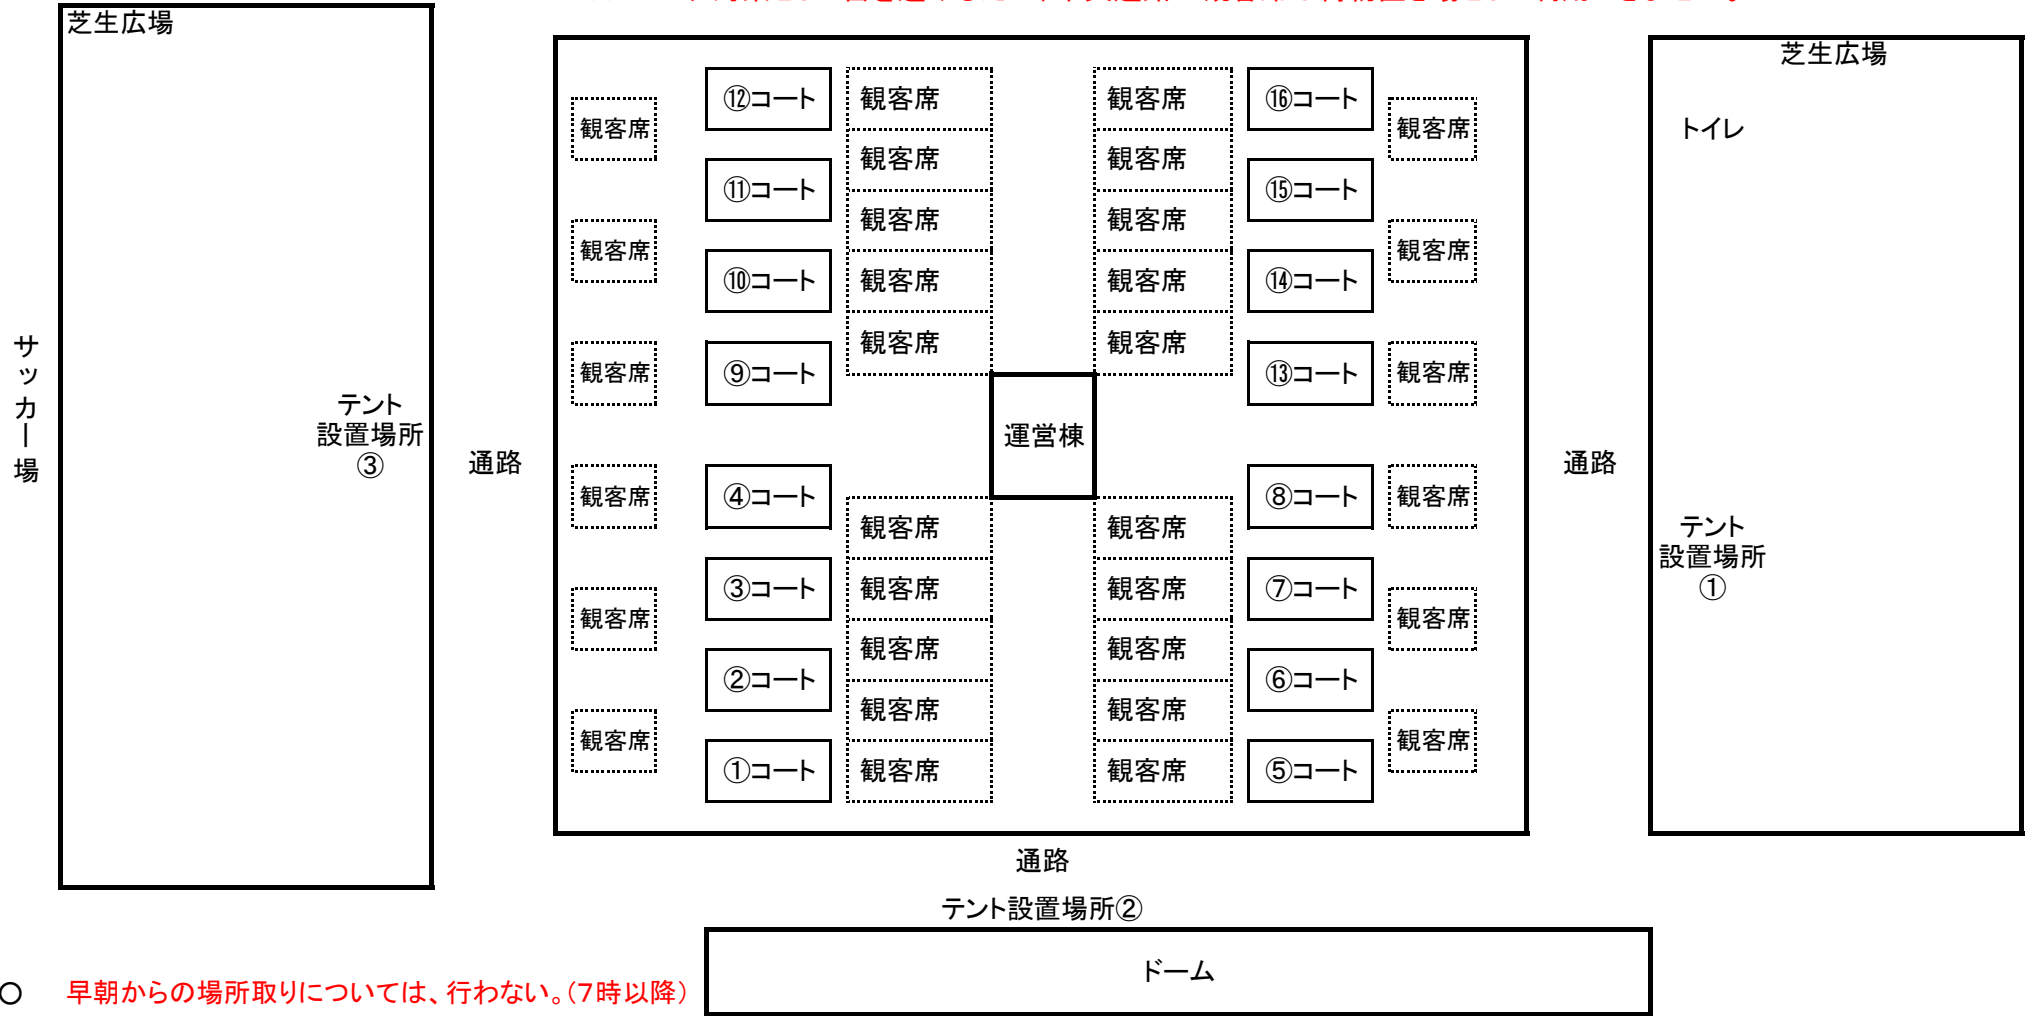 芝生広場
芝生広場
⑫コート 観客席 観客席 ⑯コート
観客席 観客席 トイレ
観客席 観客席
⑪コート ⑮コート
観客席 観客席
観客席 観客席
⑩コート 観客席 観客席 ⑭コート
観客席 観客席
⑨コート ⑬コート
観客席 観客席
サッカー場
テント
設置場所
③
運営棟
通路
通路
④コート ⑧コート
観客席 観客席
観客席 観客席
テント
設置場所
①
③コート 観客席 観客席 ⑦コート
観客席 観客席
観客席 観客席
②コート ⑥コート
観客席 観客席
観客席 観客席
①コート 観客席 観客席 ⑤コート
通路
テント設置場所②
ドーム
○ 早朝からの場所取りについては、行わない。(7時以降)